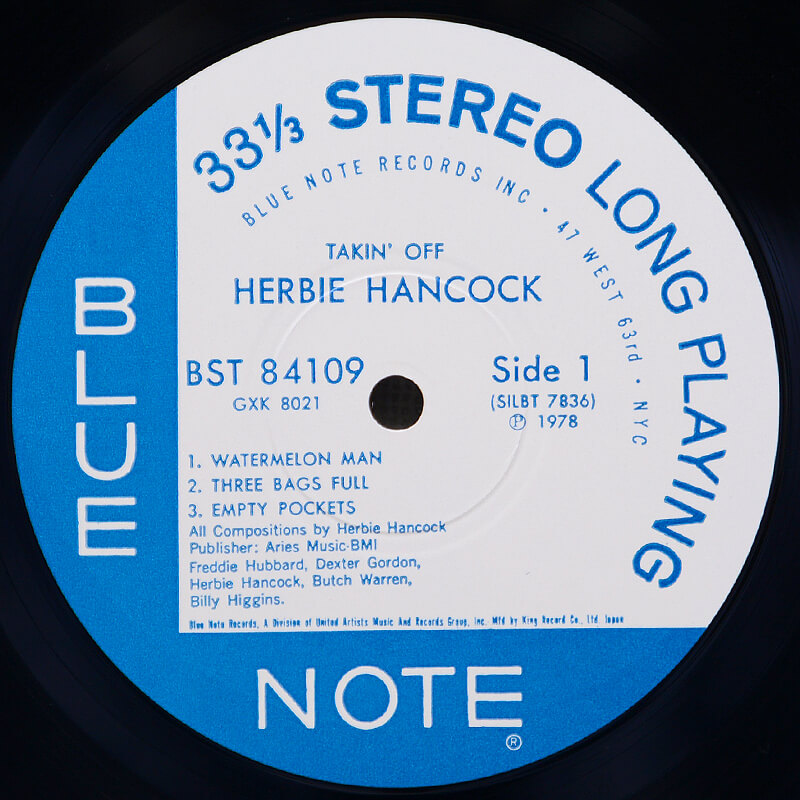 33⅓ STEREO LONG PLAYING
BLUE NOTE RECORDS INC · 47 WEST 63rd · NYC
TAKIN' OFF
HERBIE HANCOCK
BST 84109
GXK 8021
Side 1
(SILBT 7836)
Ⓟ 1978
1. WATERMELON MAN
2. THREE BAGS FULL
3. EMPTY POCKETS
All Compositions by Herbie Hancock
Publisher: Aries Music-BMI
Freddie Hubbard, Dexter Gordon,
Herbie Hancock, Butch Warren,
Billy Higgins.
Blue Note Records, A Division of United Artists Music And Records Group, Inc. Mfd by King Record Co., Ltd Japan
BLUE
NOTE
®